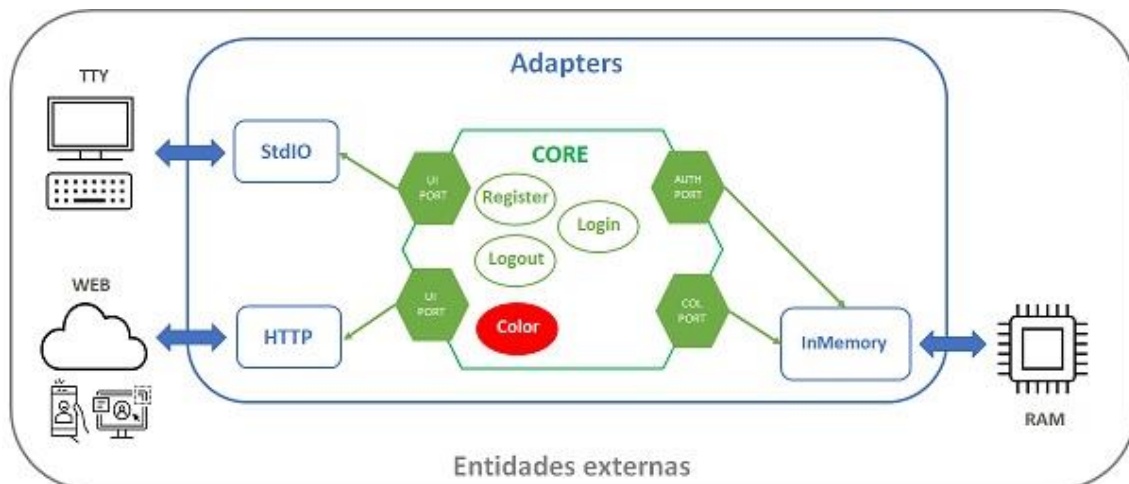 Adapters
TTY
StdIO
CORE
UI
PORT
AUTH
PORT
Register
Login
Logout
WEB
HTTP
UI
PORT
Color
COL
PORT
InMemory
RAM
Entidades externas